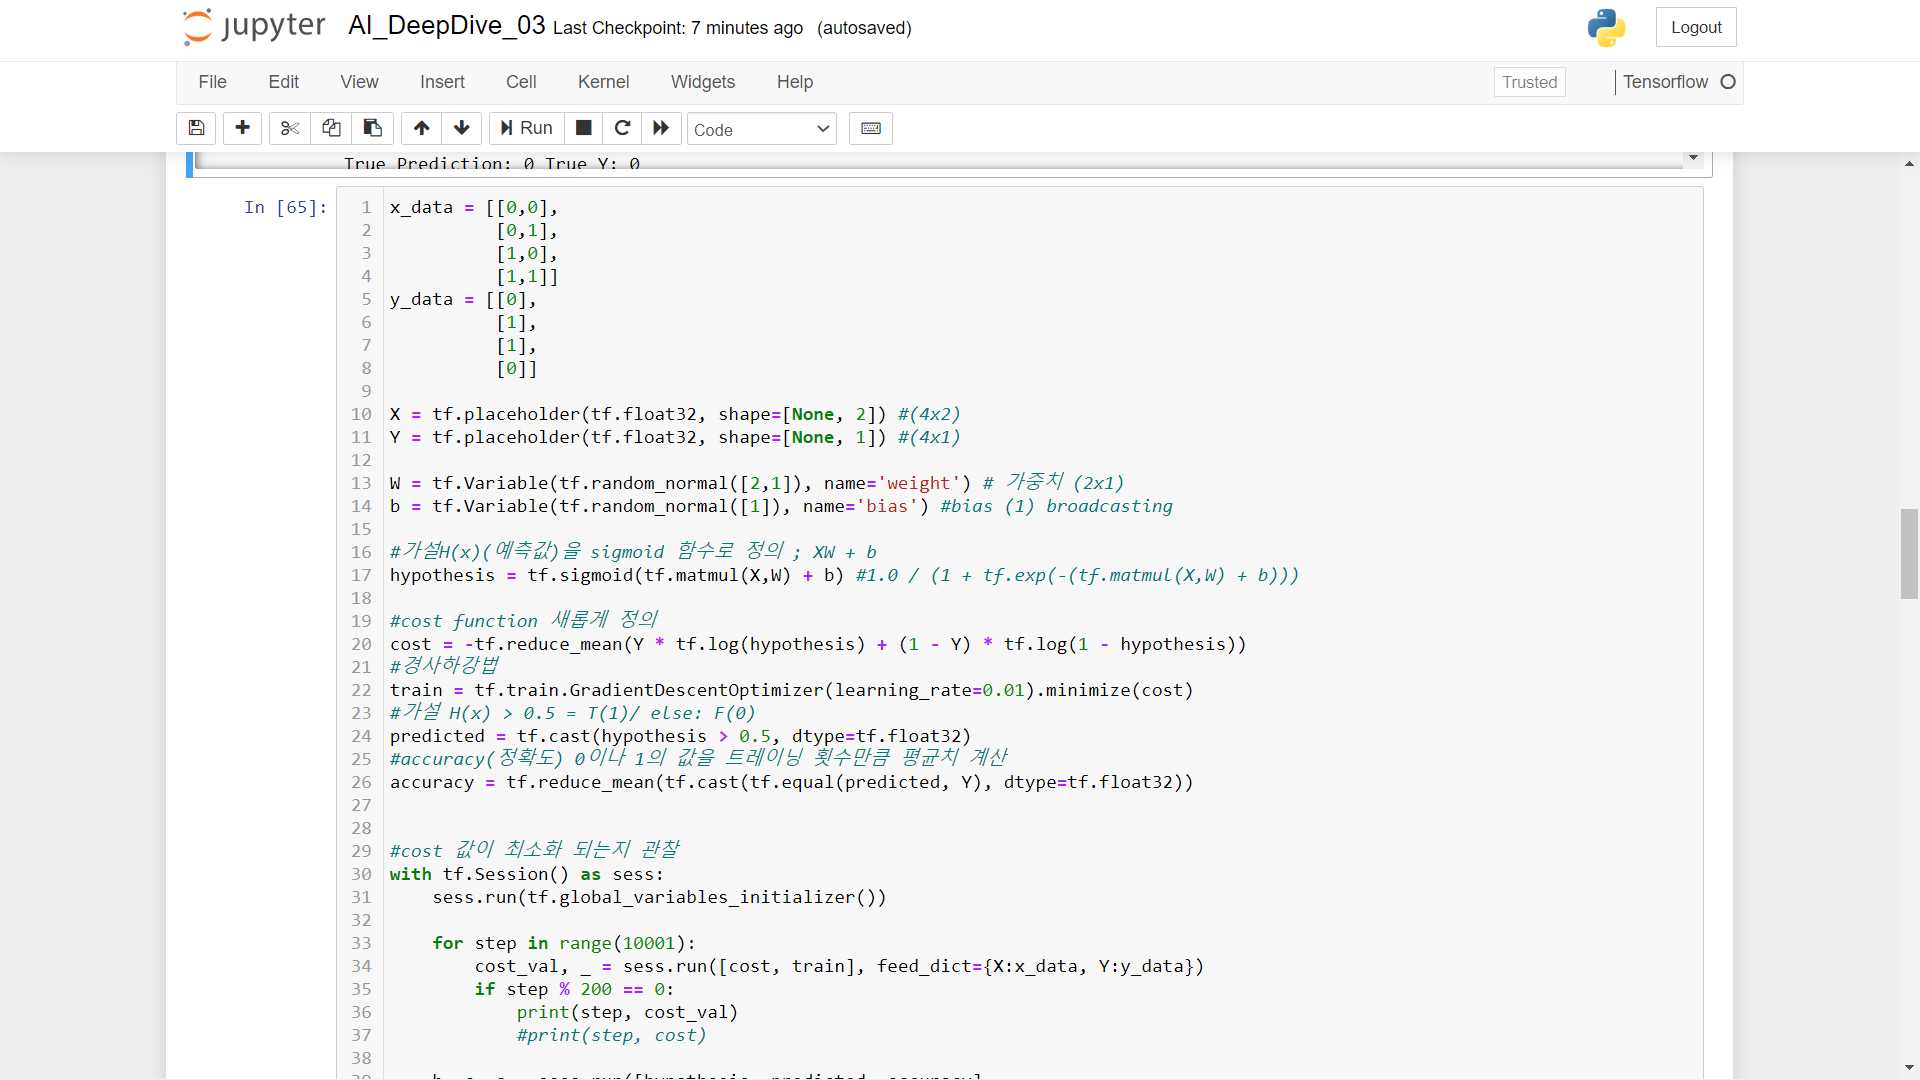 jupyter AI_DeepDive_03 Last Checkpoint: 7 minutes ago (autosaved) Logout
File Edit View Insert Cell Kernel Widgets Help Trusted Tensorflow
Run Code
True Prediction: 0 True Y: 0
In [65]:
1 x_data = [[0,0],
2           [0,1],
3           [1,0],
4           [1,1]]
5 y_data = [[0],
6           [1],
7           [1],
8           [0]]
9
10 X = tf.placeholder(tf.float32, shape=[None, 2]) #(4x2)
11 Y = tf.placeholder(tf.float32, shape=[None, 1]) #(4x1)
12
13 W = tf.Variable(tf.random_normal([2,1]), name='weight') # 가중치 (2x1)
14 b = tf.Variable(tf.random_normal([1]), name='bias') #bias (1) broadcasting
15
16 #가설H(x)(예측값)을 sigmoid 함수로 정의 ; XW + b
17 hypothesis = tf.sigmoid(tf.matmul(X,W) + b) #1.0 / (1 + tf.exp(-(tf.matmul(X,W) + b)))
18
19 #cost function 새롭게 정의
20 cost = -tf.reduce_mean(Y * tf.log(hypothesis) + (1 - Y) * tf.log(1 - hypothesis))
21 #경사하강법
22 train = tf.train.GradientDescentOptimizer(learning_rate=0.01).minimize(cost)
23 #가설 H(x) > 0.5 = T(1)/ else: F(0)
24 predicted = tf.cast(hypothesis > 0.5, dtype=tf.float32)
25 #accuracy(정확도) 0이나 1의 값을 트레이닝 횟수만큼 평균치 계산
26 accuracy = tf.reduce_mean(tf.cast(tf.equal(predicted, Y), dtype=tf.float32))
27
28
29 #cost 값이 최소화 되는지 관찰
30 with tf.Session() as sess:
31     sess.run(tf.global_variables_initializer())
32
33     for step in range(10001):
34         cost_val, _ = sess.run([cost, train], feed_dict={X:x_data, Y:y_data})
35         if step % 200 == 0:
36             print(step, cost_val)
37             #print(step, cost)
38